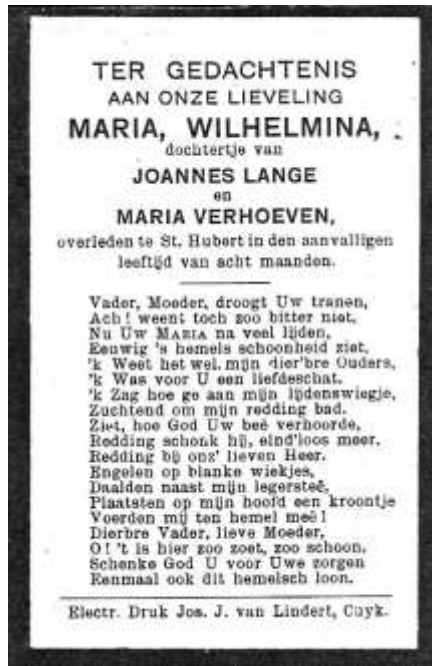 TER GEDACHTENIS
AAN ONZE LIEVELING
MARIA, WILHELMINA,
dochtertje van
JOANNES LANGE
en
MARIA VERHOEVEN,
overleden te St. Hubert in den aanvalligen
leeftijd van acht maanden.
Vader, Moeder, droogt Uw tranen,
Ach! weent toch zoo bitter niet,
Nu Uw MARIA na veel lijden,
Eeuwig 's hemels schoonheid ziet,
'k Weet het wel, mijn dier'bre Ouders,
'k Was voor U een liefdeschat,
'k Zag hoe ge aan mijn lijdenswiegje,
Zuchtend om mijn redding bad.
Ziet, hoe God Uw beê verhoorde,
Redding schonk hij, eind'loos meer.
Redding bij onz' lieven Heer.
Engelen op blanke wiekjes,
Daalden naast mijn legersteê,
Plaatsten op mijn hoofd een kroontje
Voerden mij ten hemel meê!
Dierbre Vader, lieve Moeder,
O! 't is hier zoo zoet, zoo schoon,
Schenke God U voor Uwe zorgen
Eenmaal ook dit hemelsch loon.
Electr. Druk Jos. J. van Lindert, Cuyk.